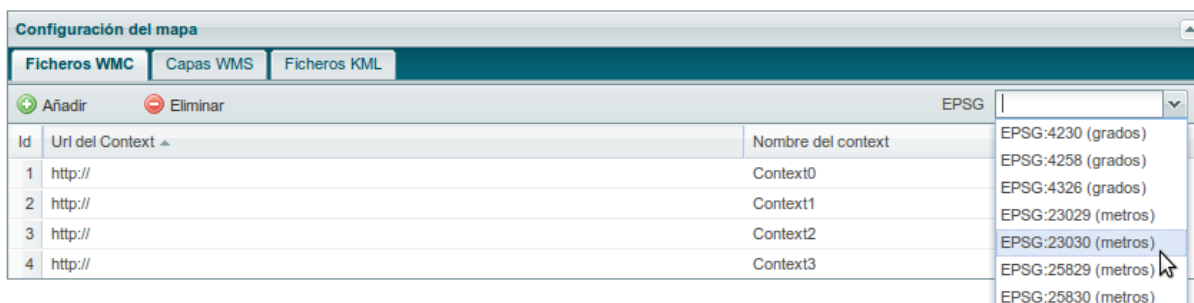 Configuración del mapa
Ficheros WMC Capas WMS Ficheros KML
Añadir Eliminar EPSG
Id Url del Context Nombre del context
EPSG:4230 (grados)
EPSG:4258 (grados)
EPSG:4326 (grados)
EPSG:23029 (metros)
EPSG:23030 (metros)
EPSG:25829 (metros)
EPSG:25830 (metros)
1 http:// Context0
2 http:// Context1
3 http:// Context2
4 http:// Context3